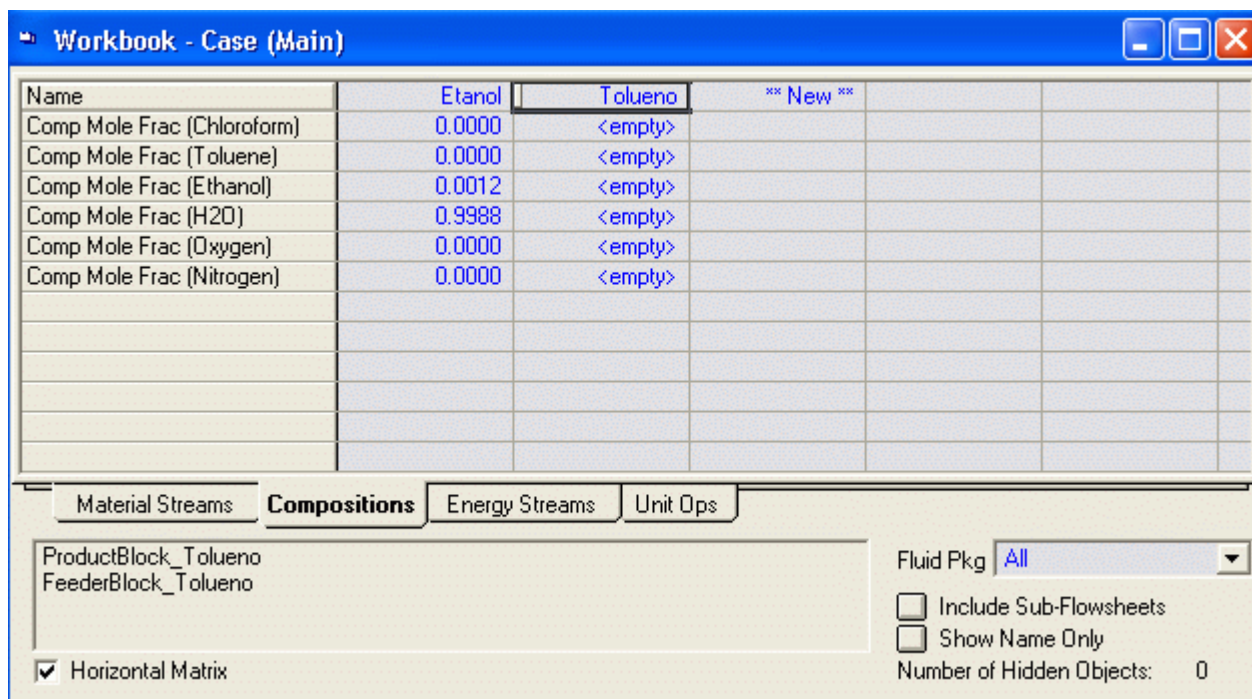 Workbook - Case (Main)
Name Etanol Tolueno ** New **
Comp Mole Frac (Chloroform) 0.0000 <empty>
Comp Mole Frac (Toluene) 0.0000 <empty>
Comp Mole Frac (Ethanol) 0.0012 <empty>
Comp Mole Frac (H2O) 0.9988 <empty>
Comp Mole Frac (Oxygen) 0.0000 <empty>
Comp Mole Frac (Nitrogen) 0.0000 <empty>
Material Streams Compositions Energy Streams Unit Ops
ProductBlock_Tolueno
FeederBlock_Tolueno
Fluid Pkg All
Include Sub-Flowsheets
Show Name Only
Horizontal Matrix
Number of Hidden Objects: 0